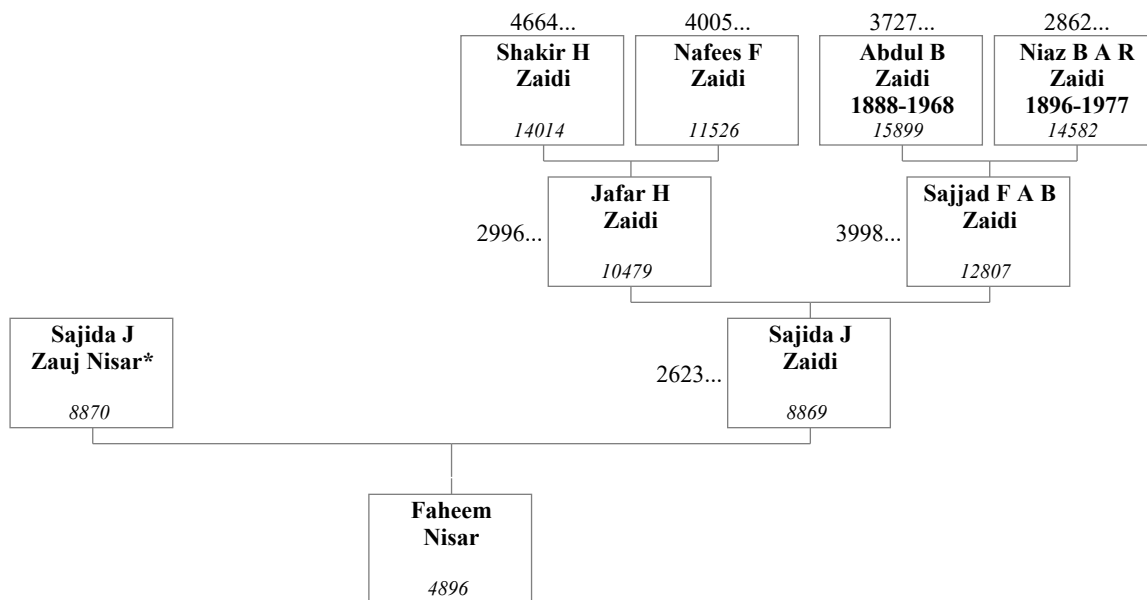 4664...
4005...
3727...
2862...
Shakir H
Zaidi
14014
Nafees F
Zaidi
11526
Abdul B
Zaidi
1888-1968
15899
Niaz B A R
Zaidi
1896-1977
14582
2996...
Jafar H
Zaidi
10479
3998...
Sajjad F A B
Zaidi
12807
Sajida J
Zauj Nisar*
8870
2623...
Sajida J
Zaidi
8869
Faheem
Nisar
4896